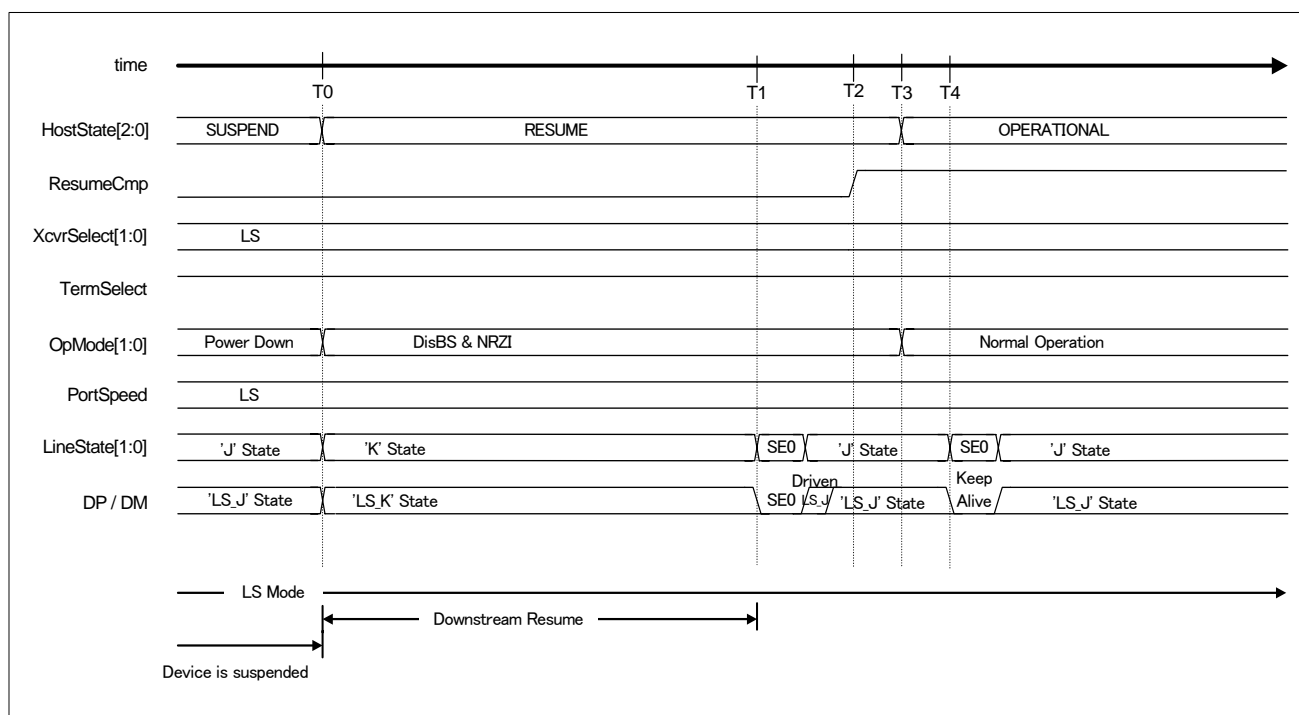 time
T0 T1 T2 T3 T4
HostState[2:0] SUSPEND RESUME OPERATIONAL
ResumeCmp
XcvrSelect[1:0] LS
TermSelect
OpMode[1:0] Power Down DisBS & NRZI Normal Operation
PortSpeed LS
LineState[1:0] 'J' State 'K' State SE0 'J' State SE0 'J' State
Driven Keep
DP / DM 'LS_J' State 'LS_K' State SE0 LS_J 'LS_J' State Alive 'LS_J' State
LS Mode
Downstream Resume
Device is suspended